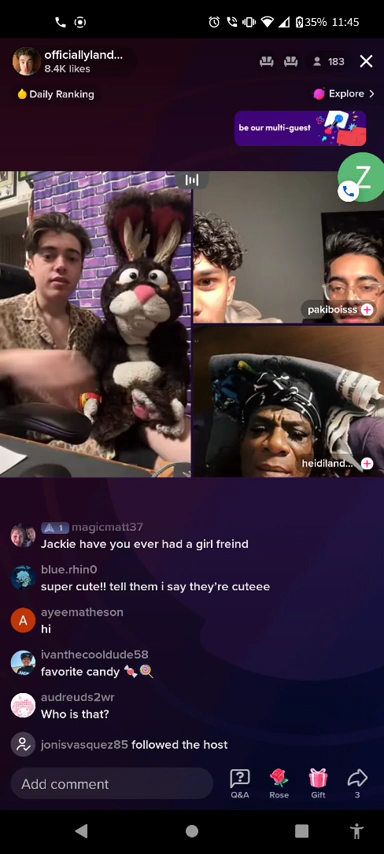 35% 11:45
officiallyland...
8.4K likes
183
Daily Ranking
Explore
be our multi-guest
Z
pakiboisss
heidiland...
1 magicmatt37
Jackie have you ever had a girl freind
blue.rhin0
super cute!! tell them i say they're cuteee
A
ayeematheson
hi
ivanthecooldude58
favorite candy 🍬🍭
audreuds2wr
Who is that?
jonisvasquez85 followed the host
Add comment
Q&A
Rose
Gift
3